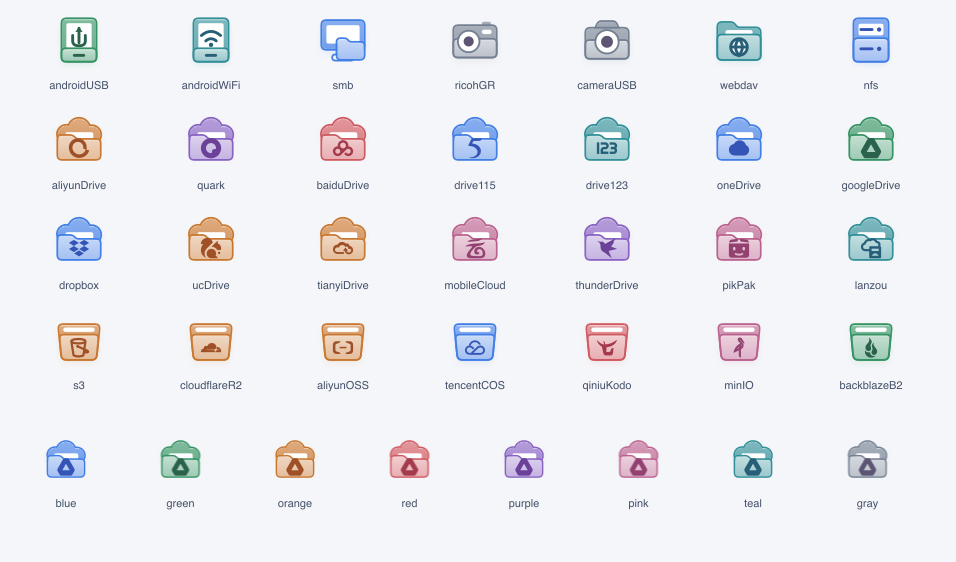 androidUSB androidWiFi smb ricohGR cameraUSB webdav nfs
123
aliyunDrive quark baiduDrive drive115 drive123 oneDrive googleDrive
dropbox ucDrive tianyiDrive mobileCloud thunderDrive pikPak lanzou
s3 cloudflareR2 aliyunOSS tencentCOS qiniuKodo minIO backblazeB2
blue green orange red purple pink teal gray